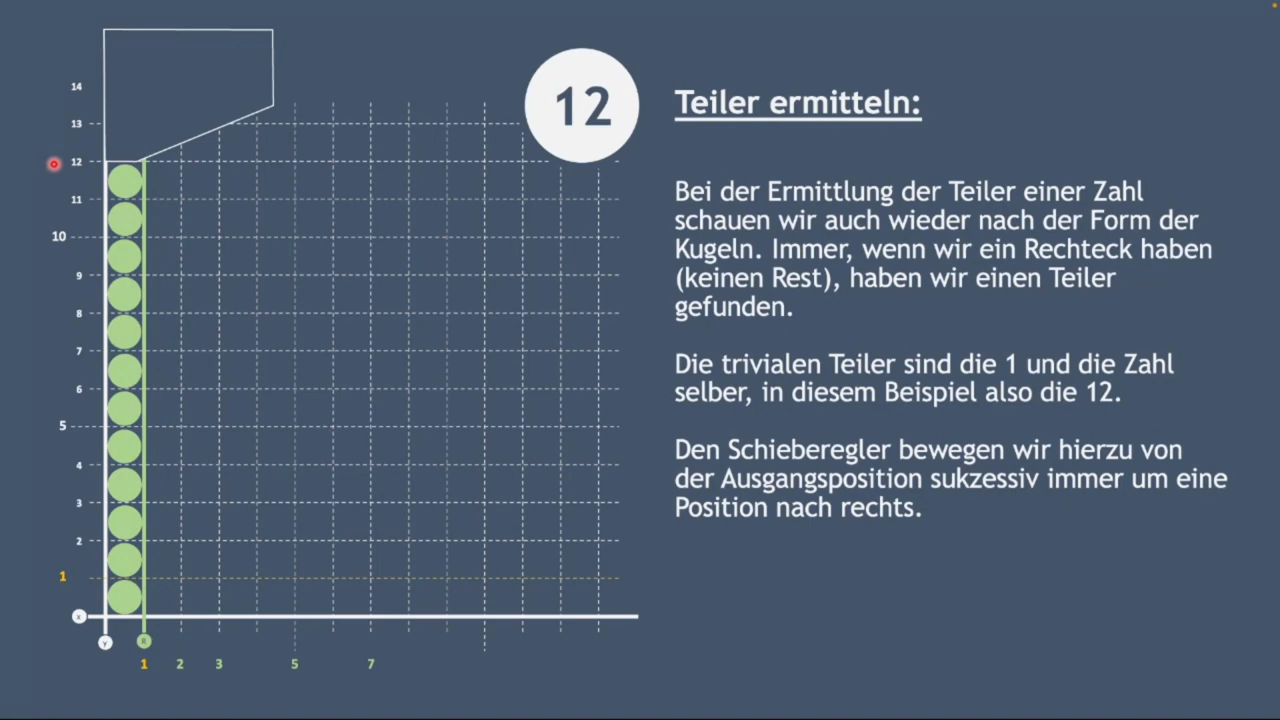 12
Teiler ermitteln:
Bei der Ermittlung der Teiler einer Zahl
schauen wir auch wieder nach der Form der
Kugeln. Immer, wenn wir ein Rechteck haben
(keinen Rest), haben wir einen Teiler
gefunden.
Die trivialen Teiler sind die 1 und die Zahl
selber, in diesem Beispiel also die 12.
Den Schieberegler bewegen wir hierzu von
der Ausgangsposition sukzessiv immer um eine
Position nach rechts.
14
13
12
11
10
9
8
7
6
5
4
3
2
1
X
Y R
1 2 3 5 7